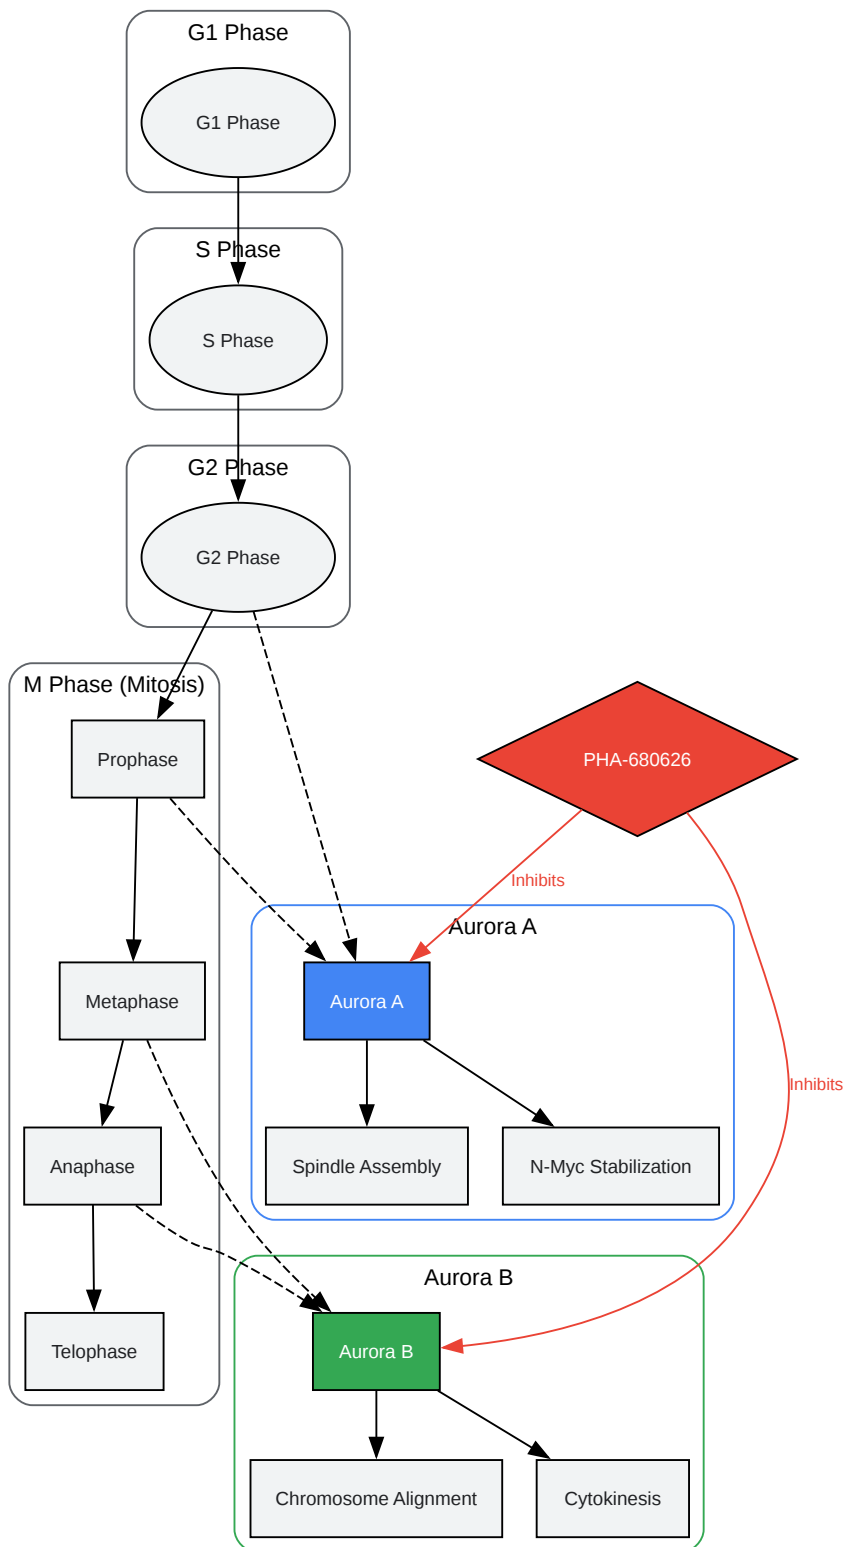 G1 Phase
G1 Phase
S Phase
S Phase
G2 Phase
G2 Phase
M Phase (Mitosis)
Prophase
PHA-680626
Inhibits
Aurora A
Metaphase
Aurora A
Inhibits
Anaphase
Spindle Assembly
N-Myc Stabilization
Aurora B
Telophase
Aurora B
Chromosome Alignment
Cytokinesis